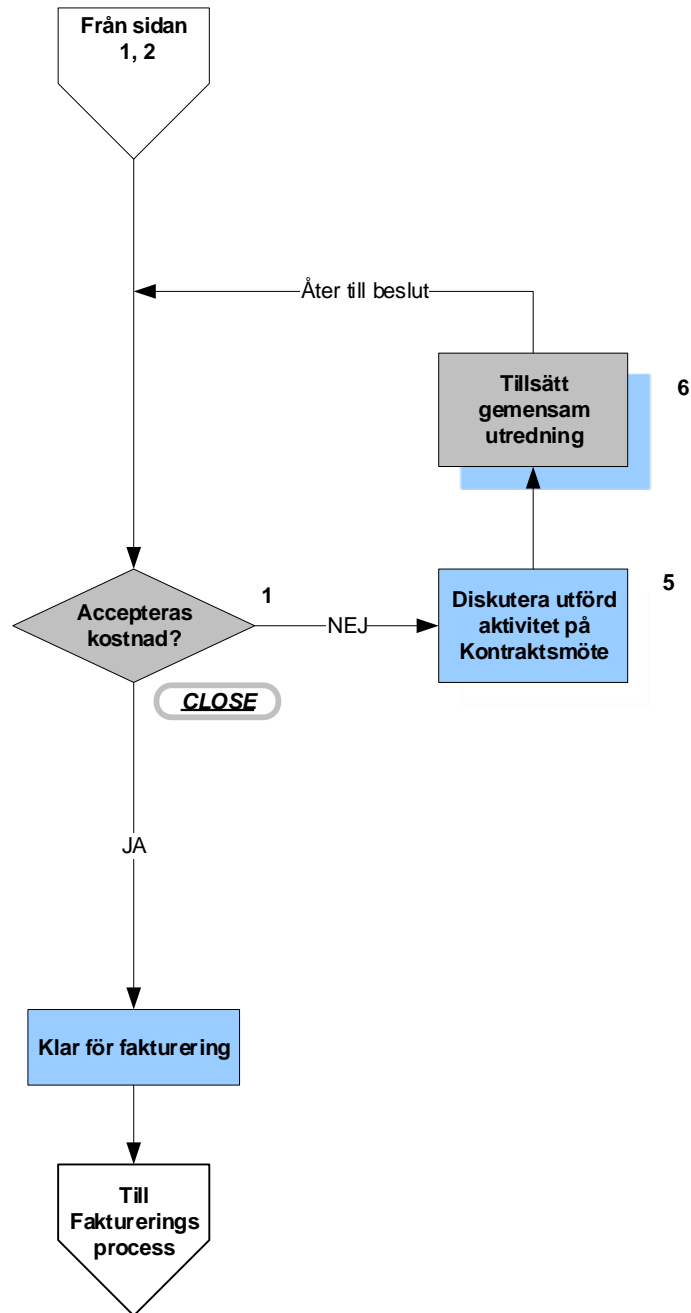 Från sidan
1, 2
Åter till beslut
Tillsätt
gemensam
utredning
6
Accepteras
kostnad?
1
NEJ
Diskutera utförd
aktivitet på
Kontraktsmöte
5
CLOSE
JA
Klar för fakturering
Till
Fakturerings
process